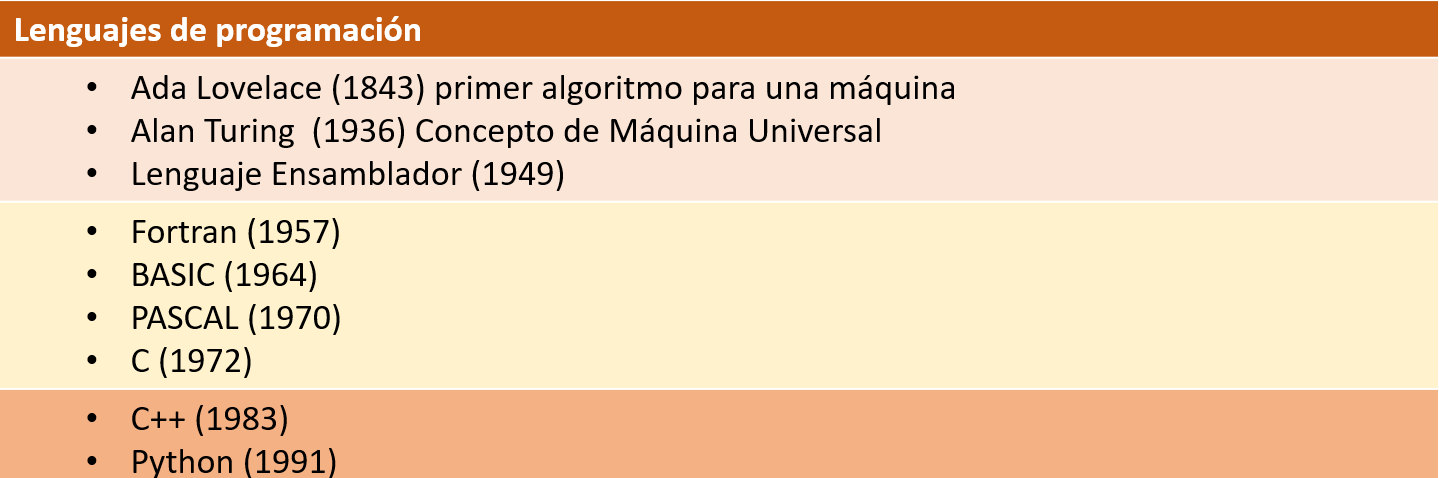 Lenguajes de programación
• Ada Lovelace (1843) primer algoritmo para una máquina
• Alan Turing  (1936) Concepto de Máquina Universal
• Lenguaje Ensamblador (1949)
• Fortran (1957)
• BASIC (1964)
• PASCAL (1970)
• C (1972)
• C++ (1983)
• Python (1991)